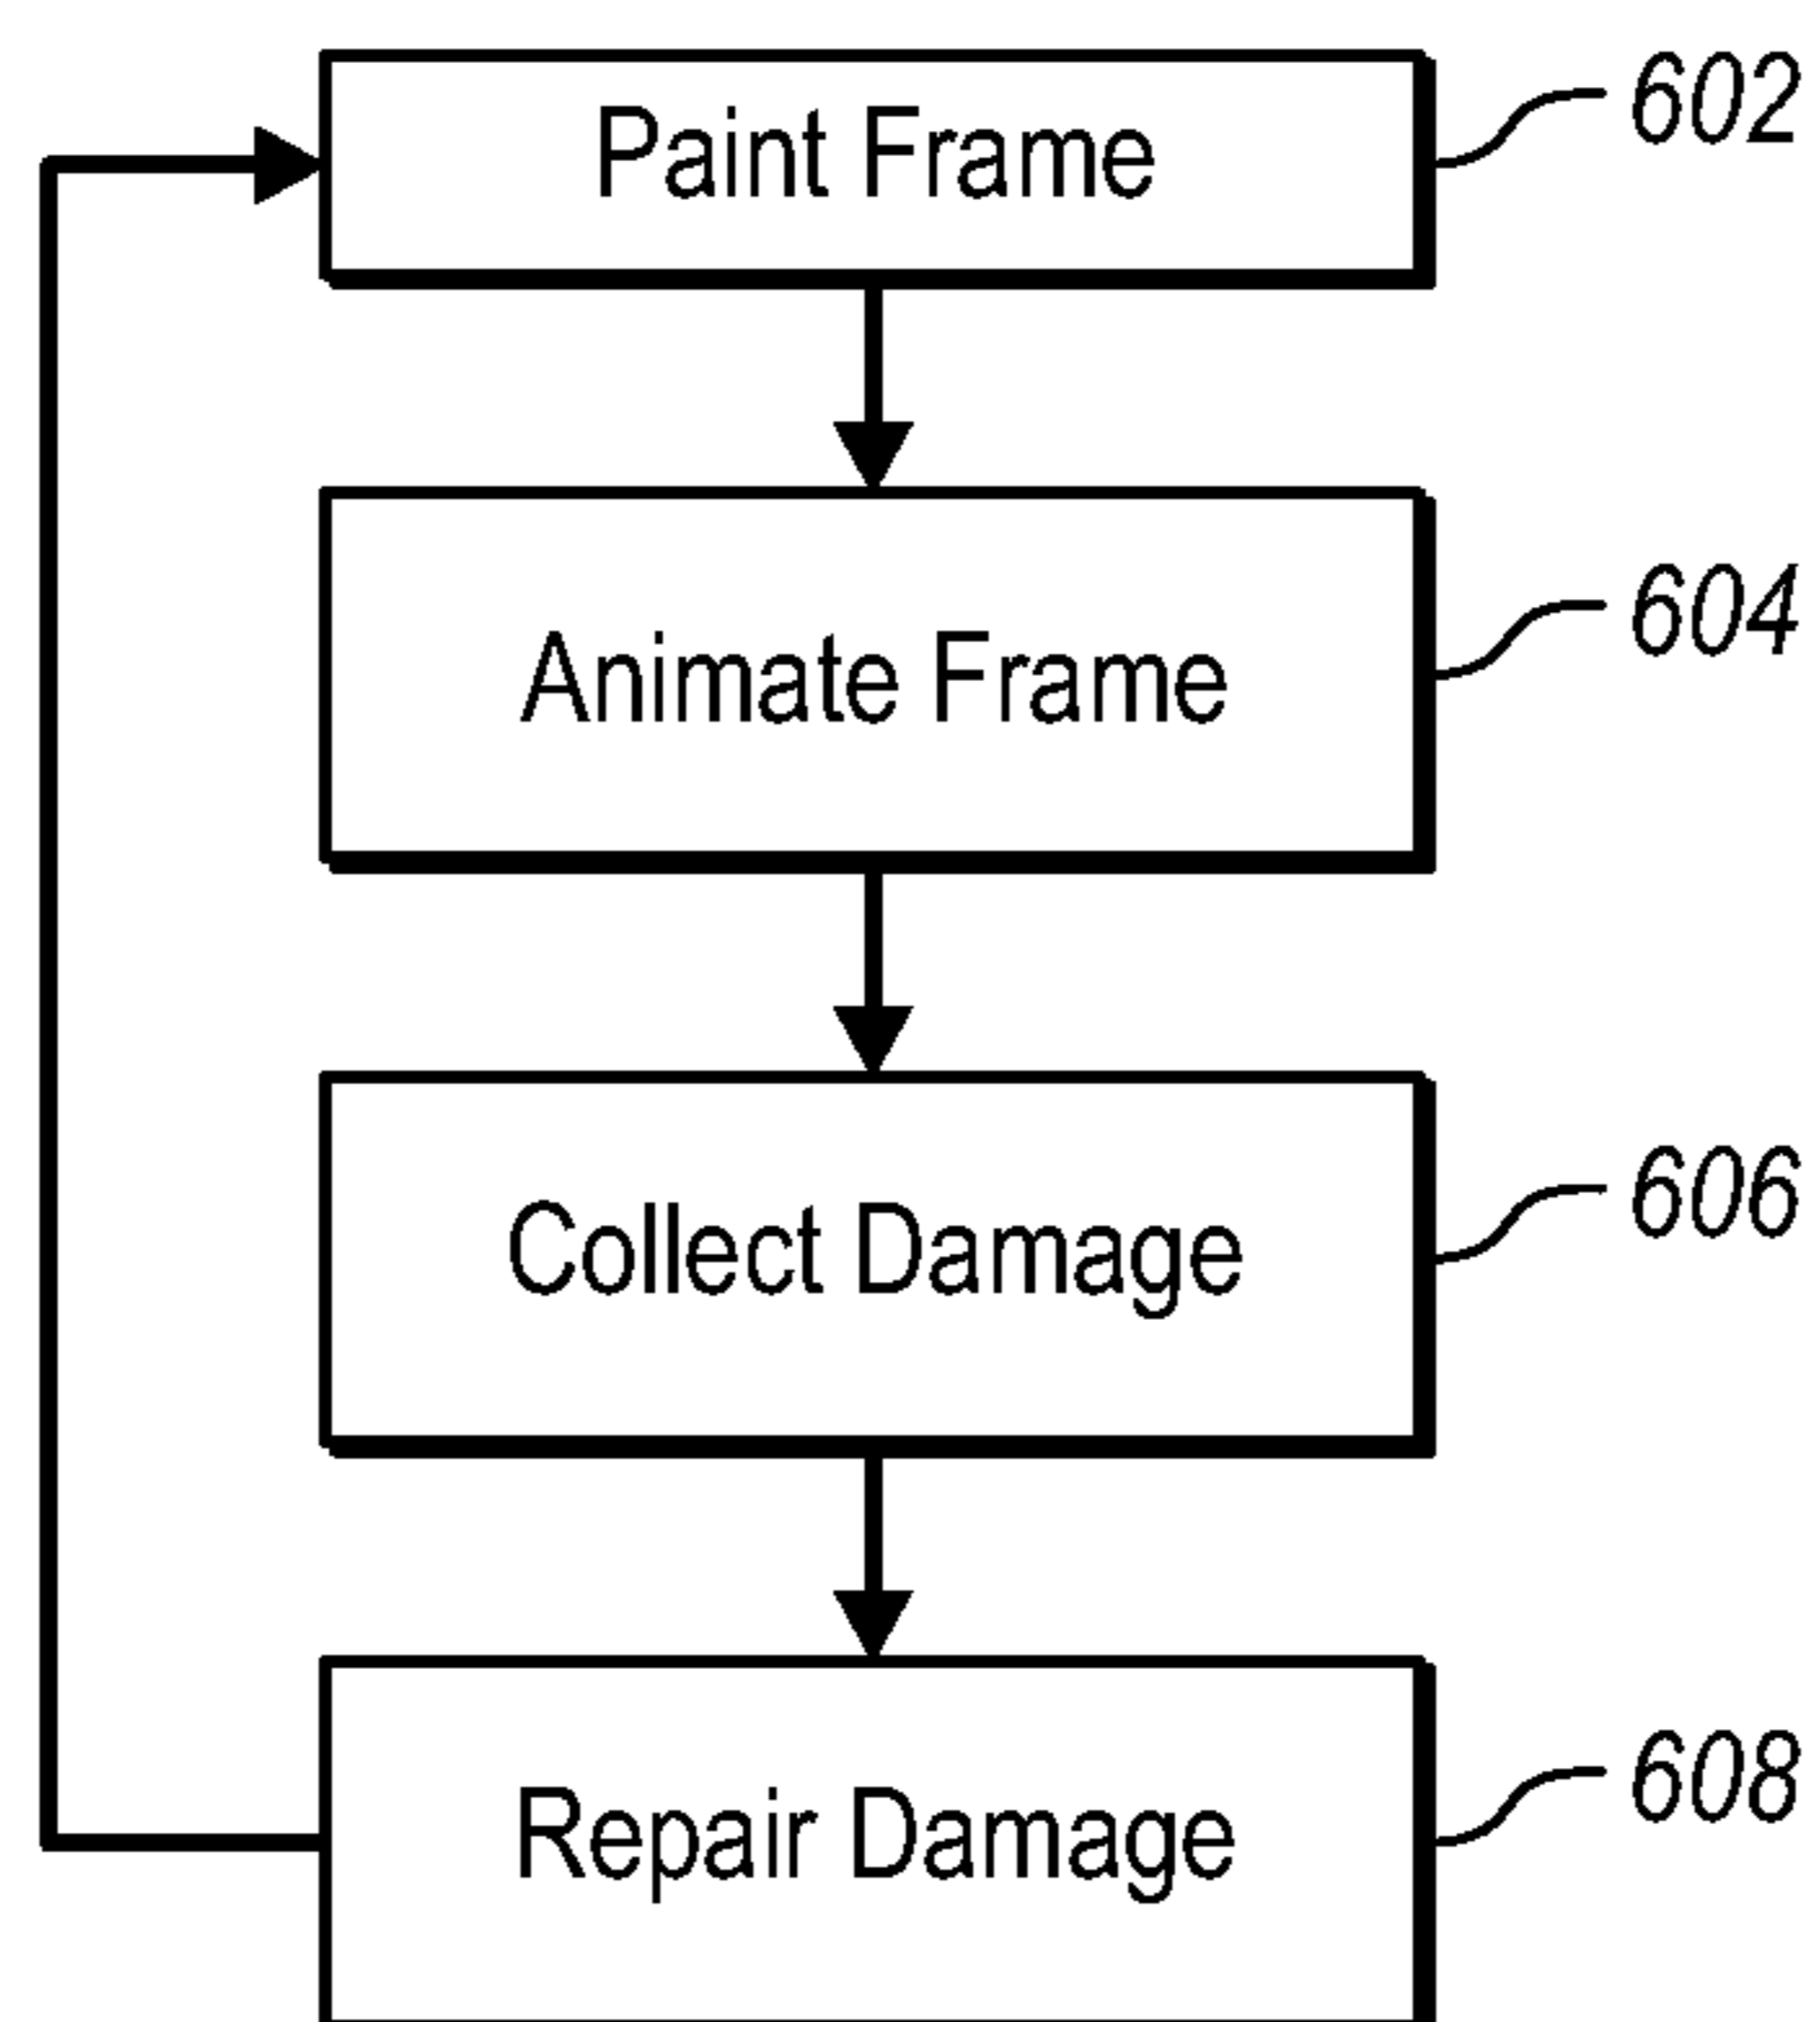 Paint Frame
602
Animate Frame
604
Collect Damage
606
Repair Damage
608